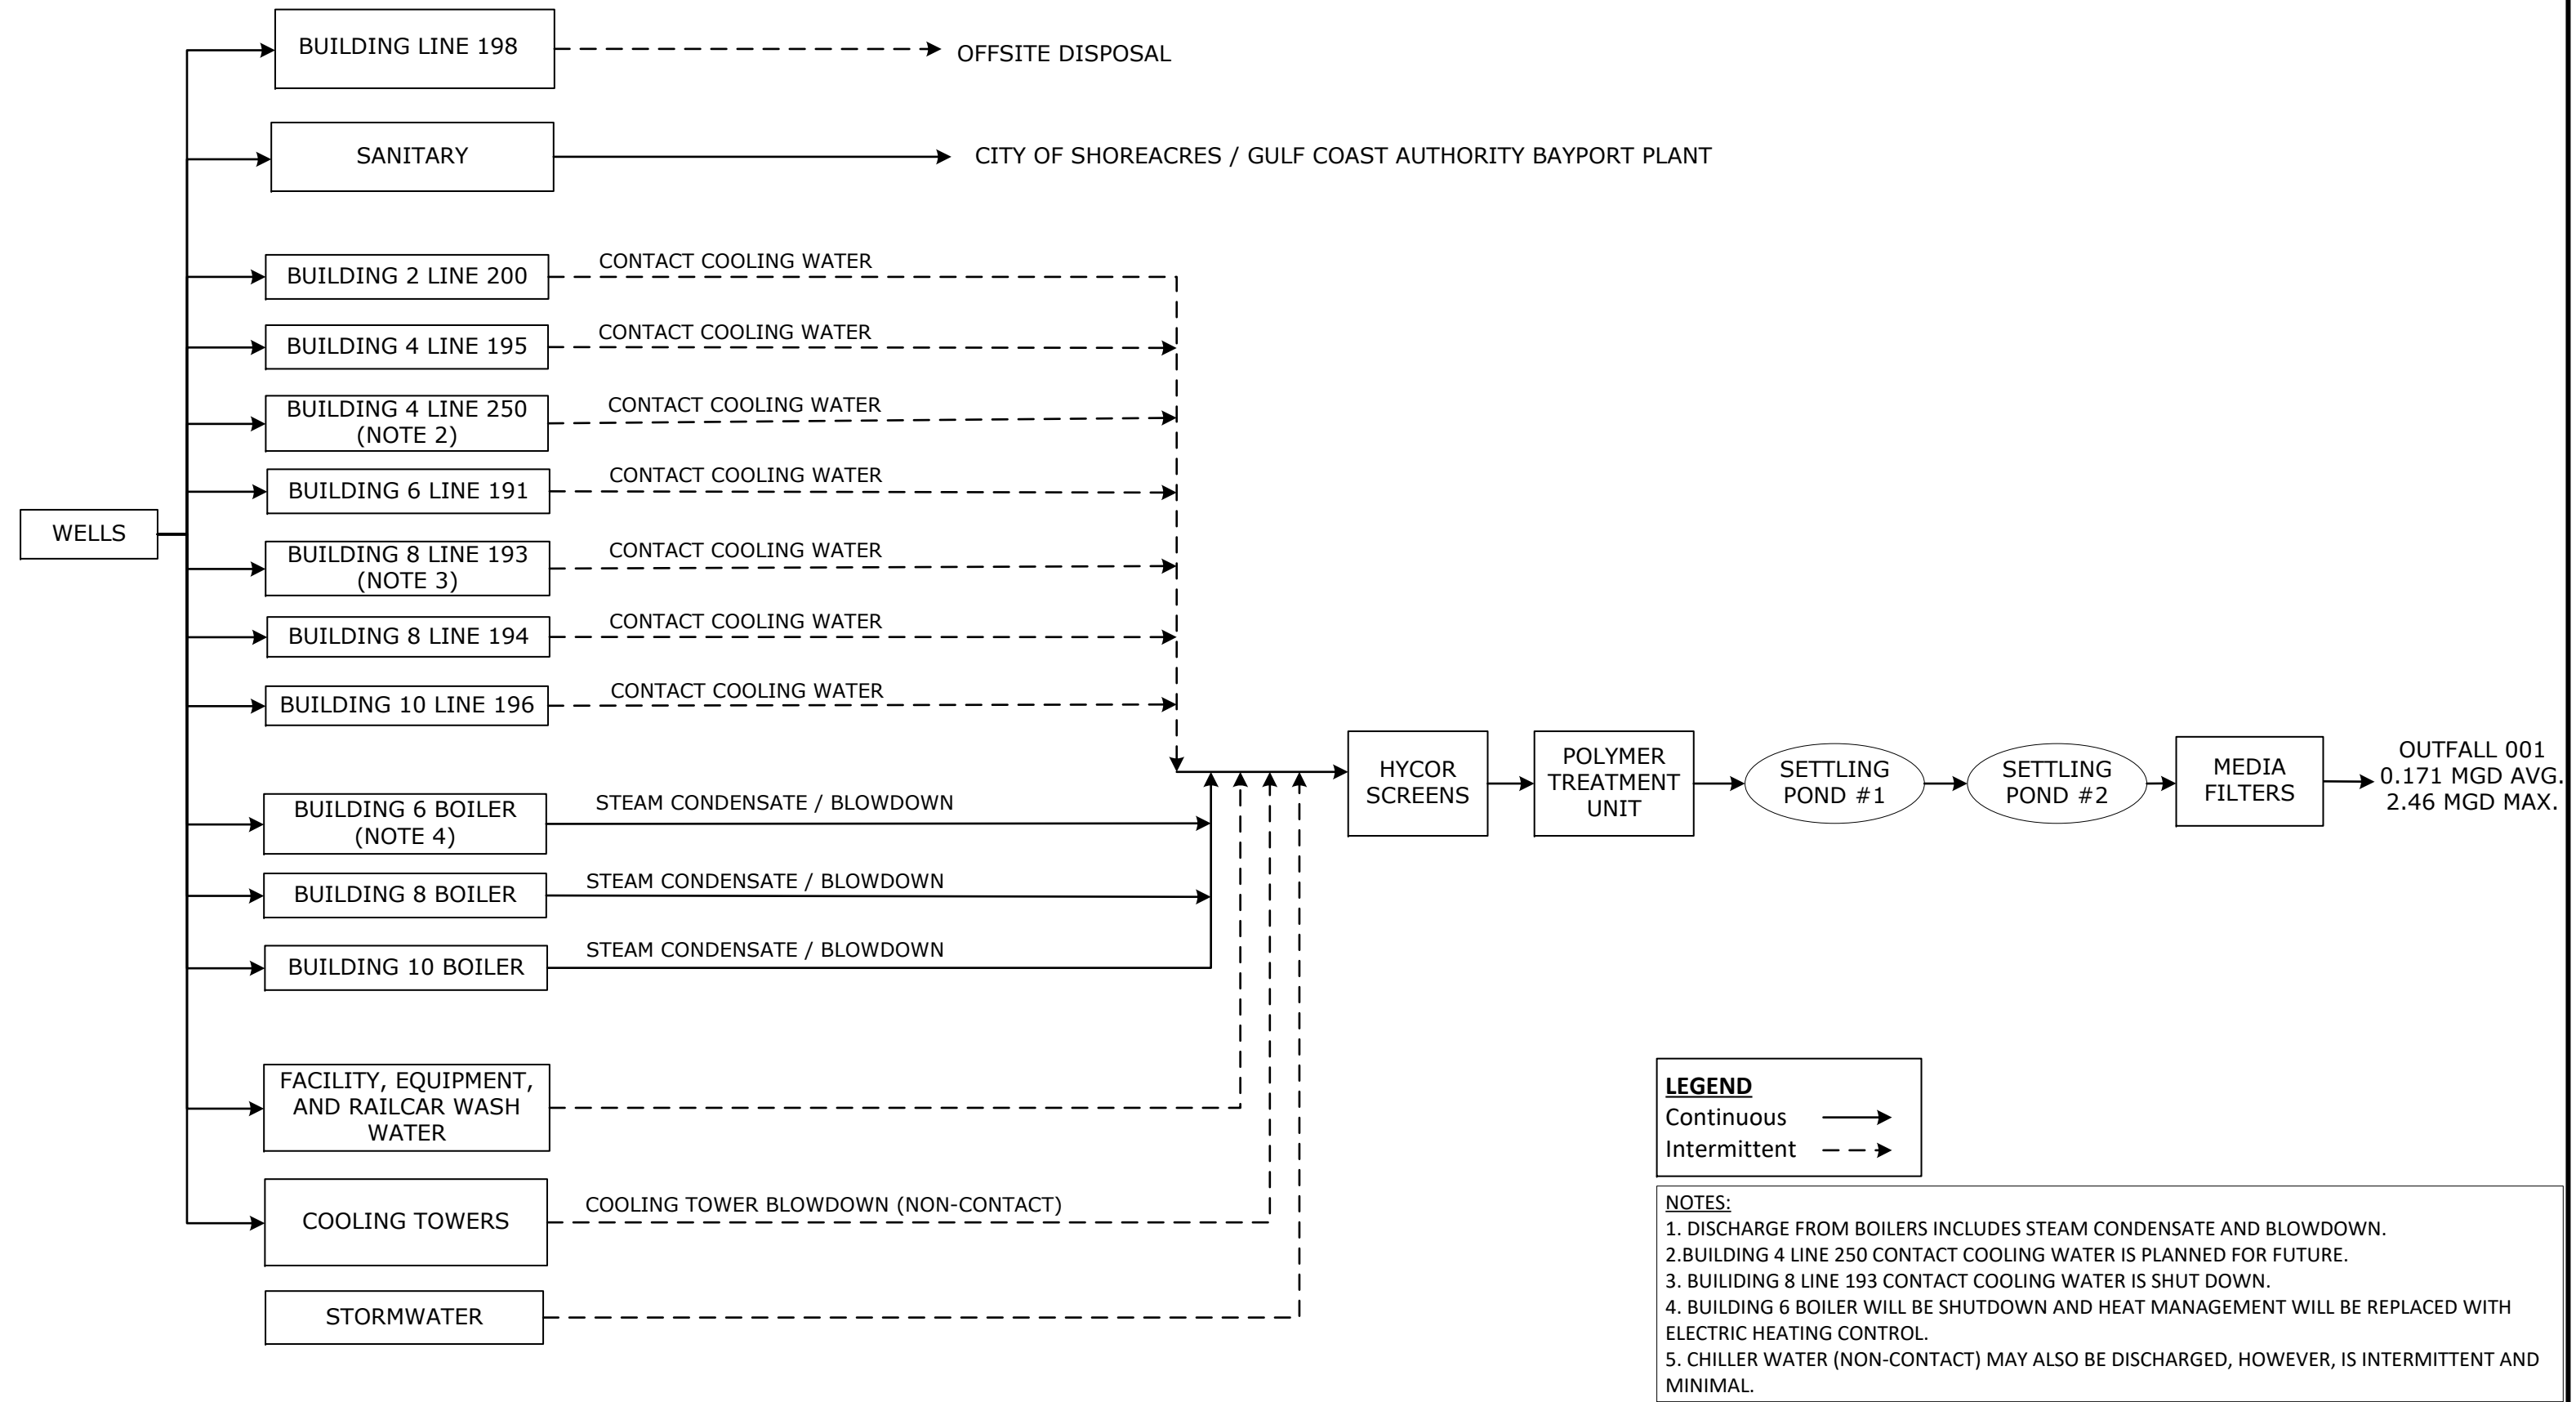 BUILDING LINE 198
OFFSITE DISPOSAL
SANITARY
CITY OF SHOREACRES / GULF COAST AUTHORITY BAYPORT PLANT
BUILDING 2 LINE 200
CONTACT COOLING WATER
BUILDING 4 LINE 195
CONTACT COOLING WATER
BUILDING 4 LINE 250
(NOTE 2)
CONTACT COOLING WATER
BUILDING 6 LINE 191
CONTACT COOLING WATER
WELLS
BUILDING 8 LINE 193
(NOTE 3)
CONTACT COOLING WATER
BUILDING 8 LINE 194
CONTACT COOLING WATER
BUILDING 10 LINE 196
CONTACT COOLING WATER
BUILDING 6 BOILER
(NOTE 4)
STEAM CONDENSATE / BLOWDOWN
BUILDING 8 BOILER
STEAM CONDENSATE / BLOWDOWN
BUILDING 10 BOILER
STEAM CONDENSATE / BLOWDOWN
HYCOR
SCREENS
POLYMER
TREATMENT
UNIT
SETTLING
POND #1
SETTLING
POND #2
MEDIA
FILTERS
OUTFALL 001
0.171 MGD AVG.
2.46 MGD MAX.
FACILITY, EQUIPMENT,
AND RAILCAR WASH
WATER
COOLING TOWERS
COOLING TOWER BLOWDOWN (NON-CONTACT)
STORMWATER
LEGEND
Continuous
Intermittent
NOTES:
1. DISCHARGE FROM BOILERS INCLUDES STEAM CONDENSATE AND BLOWDOWN.
2.BUILDING 4 LINE 250 CONTACT COOLING WATER IS PLANNED FOR FUTURE.
3. BUILIDING 8 LINE 193 CONTACT COOLING WATER IS SHUT DOWN.
4. BUILDING 6 BOILER WILL BE SHUTDOWN AND HEAT MANAGEMENT WILL BE REPLACED WITH
ELECTRIC HEATING CONTROL.
5. CHILLER WATER (NON-CONTACT) MAY ALSO BE DISCHARGED, HOWEVER, IS INTERMITTENT AND
MINIMAL.